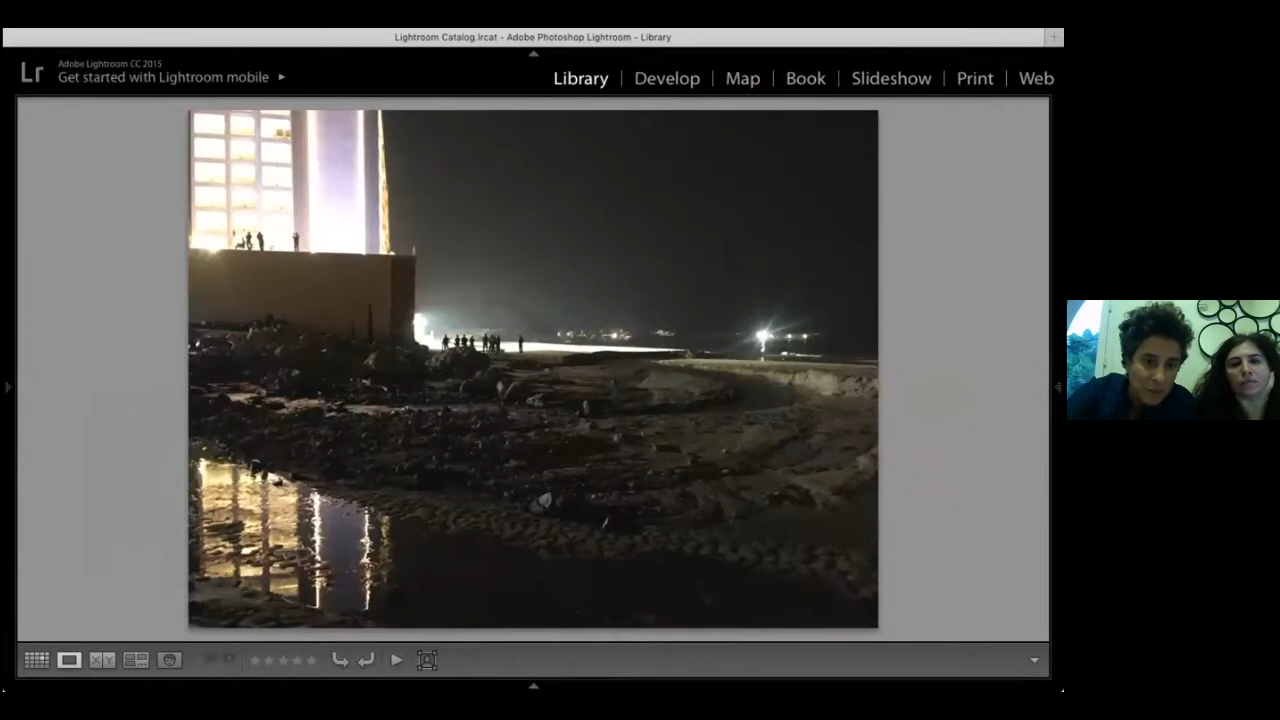 Lightroom Catalog.lrcat - Adobe Photoshop Lightroom - Library
Lr
Adobe Lightroom CC 2015
Get started with Lightroom mobile
Library | Develop | Map | Book | Slideshow | Print | Web
XY